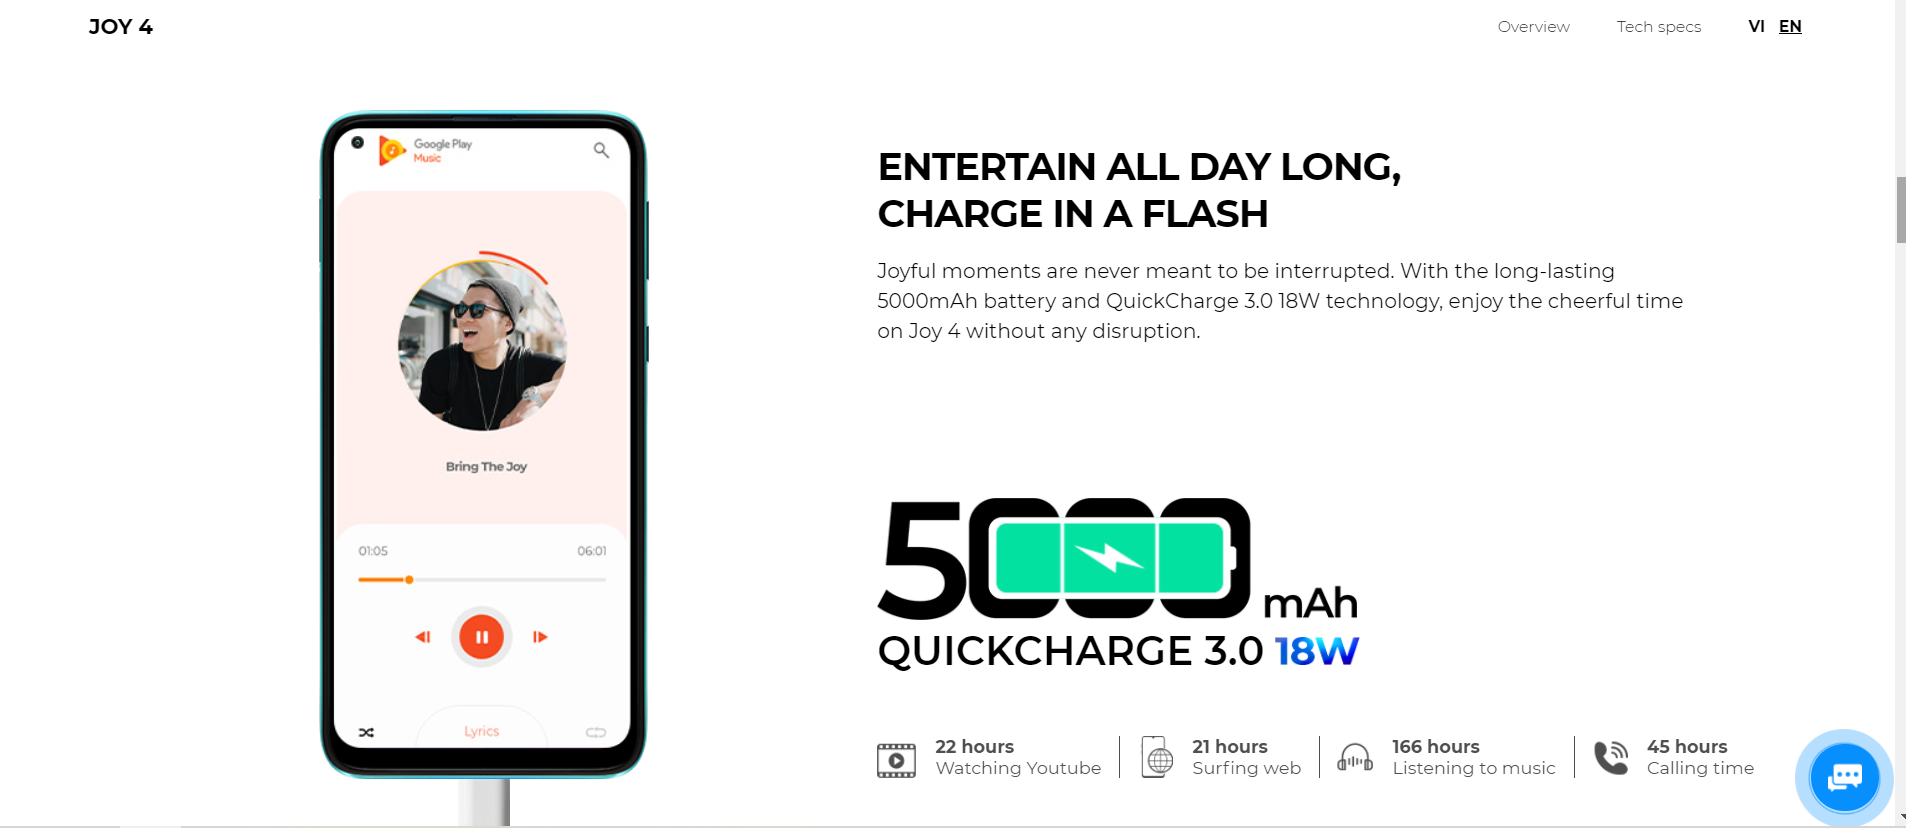 JOY 4
Overview
Tech specs
VI
EN
Google Play
Music
Bring The Joy
01:05
06:01
Lyrics
ENTERTAIN ALL DAY LONG,
CHARGE IN A FLASH
Joyful moments are never meant to be interrupted. With the long-lasting
5000mAh battery and QuickCharge 3.0 18W technology, enjoy the cheerful time
on Joy 4 without any disruption.
5000 mAh
QUICKCHARGE 3.0 18W
22 hours
Watching Youtube
21 hours
Surfing web
166 hours
Listening to music
45 hours
Calling time